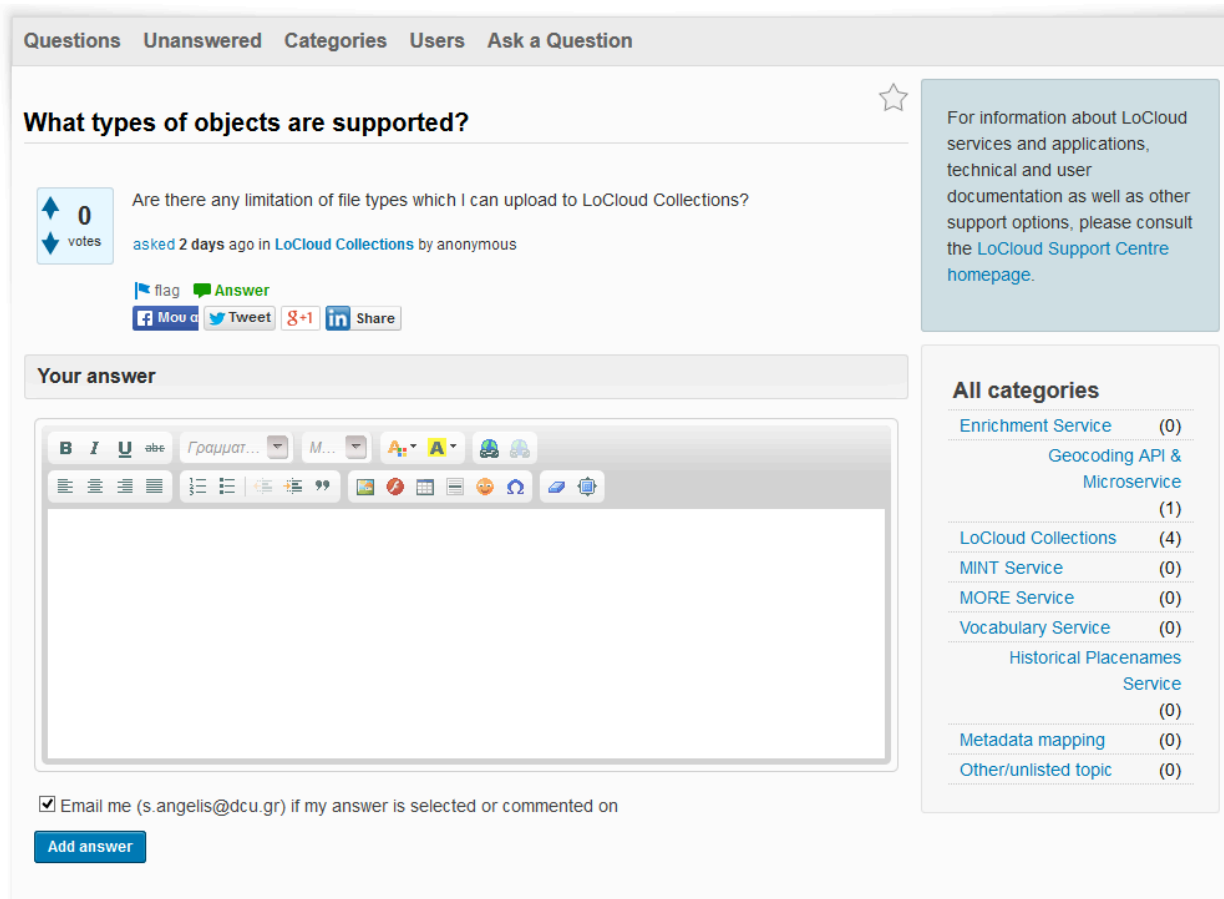 Questions Unanswered Categories Users Ask a Question
What types of objects are supported?
0
votes
Are there any limitation of file types which I can upload to LoCloud Collections?
asked 2 days ago in LoCloud Collections by anonymous
flag Answer
Μου α Tweet g+1 in Share
Your answer
B I U abc Γραμματ... Μ... A A
Email me (s.angelis@dcu.gr) if my answer is selected or commented on
Add answer
For information about LoCloud
services and applications,
technical and user
documentation as well as other
support options, please consult
the LoCloud Support Centre
homepage.
All categories
Enrichment Service (0)
Geocoding API &
Microservice
(1)
LoCloud Collections (4)
MINT Service (0)
MORE Service (0)
Vocabulary Service (0)
Historical Placenames
Service
(0)
Metadata mapping (0)
Other/unlisted topic (0)